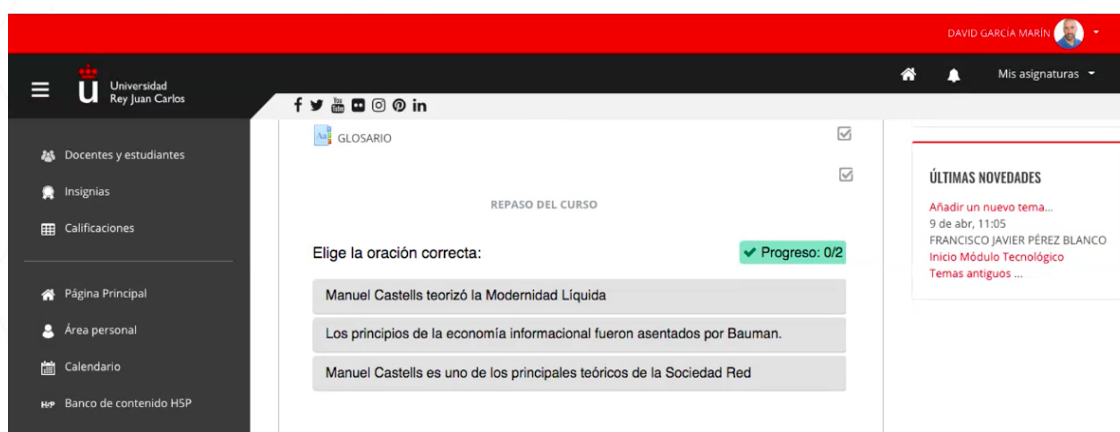 DAVID GARCÍA MARÍN
Universidad
Rey Juan Carlos
Mis asignaturas
Docentes y estudiantes
Insignias
Calificaciones
Página Principal
Área personal
Calendario
H5P Banco de contenido H5P
GLOSARIO
REPASO DEL CURSO
Elige la oración correcta:
Progreso: 0/2
Manuel Castells teorizó la Modernidad Líquida
Los principios de la economía informacional fueron asentados por Bauman.
Manuel Castells es uno de los principales teóricos de la Sociedad Red
ÚLTIMAS NOVEDADES
Añadir un nuevo tema...
9 de abr, 11:05
FRANCISCO JAVIER PÉREZ BLANCO
Inicio Módulo Tecnológico
Temas antiguos ...